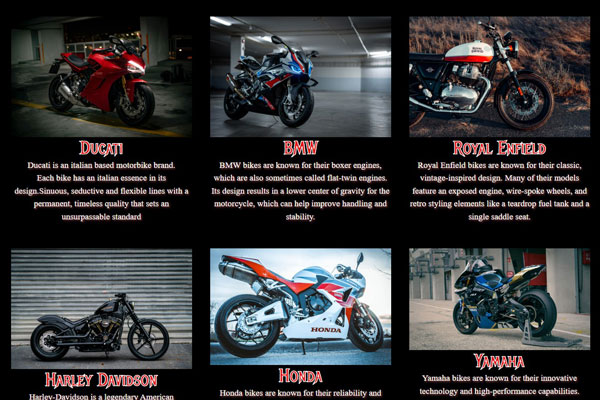 Ducati
Ducati is an italian based motorbike brand.
Each bike has an italian essence in its
design.Sinuous, seductive and flexible lines with a
permanent, timeless quality that sets an
unsurpassable standard
BMW
BMW bikes are known for their boxer engines,
which are also sometimes called flat-twin engines.
Its design results in a lower center of gravity for the
motorcycle, which can help improve handling and
stability.
Royal Enfield
Royal Enfield bikes are known for their classic,
vintage-inspired design. Many of their models
feature an exposed engine, wire-spoke wheels, and
retro styling elements like a teardrop fuel tank and a
single saddle seat.
HONDA
Harley Davidson
Harley-Davidson is a legendary American
Honda
Honda bikes are known for their reliability and
Yamaha
Yamaha bikes are known for their innovative
technology and high-performance capabilities.